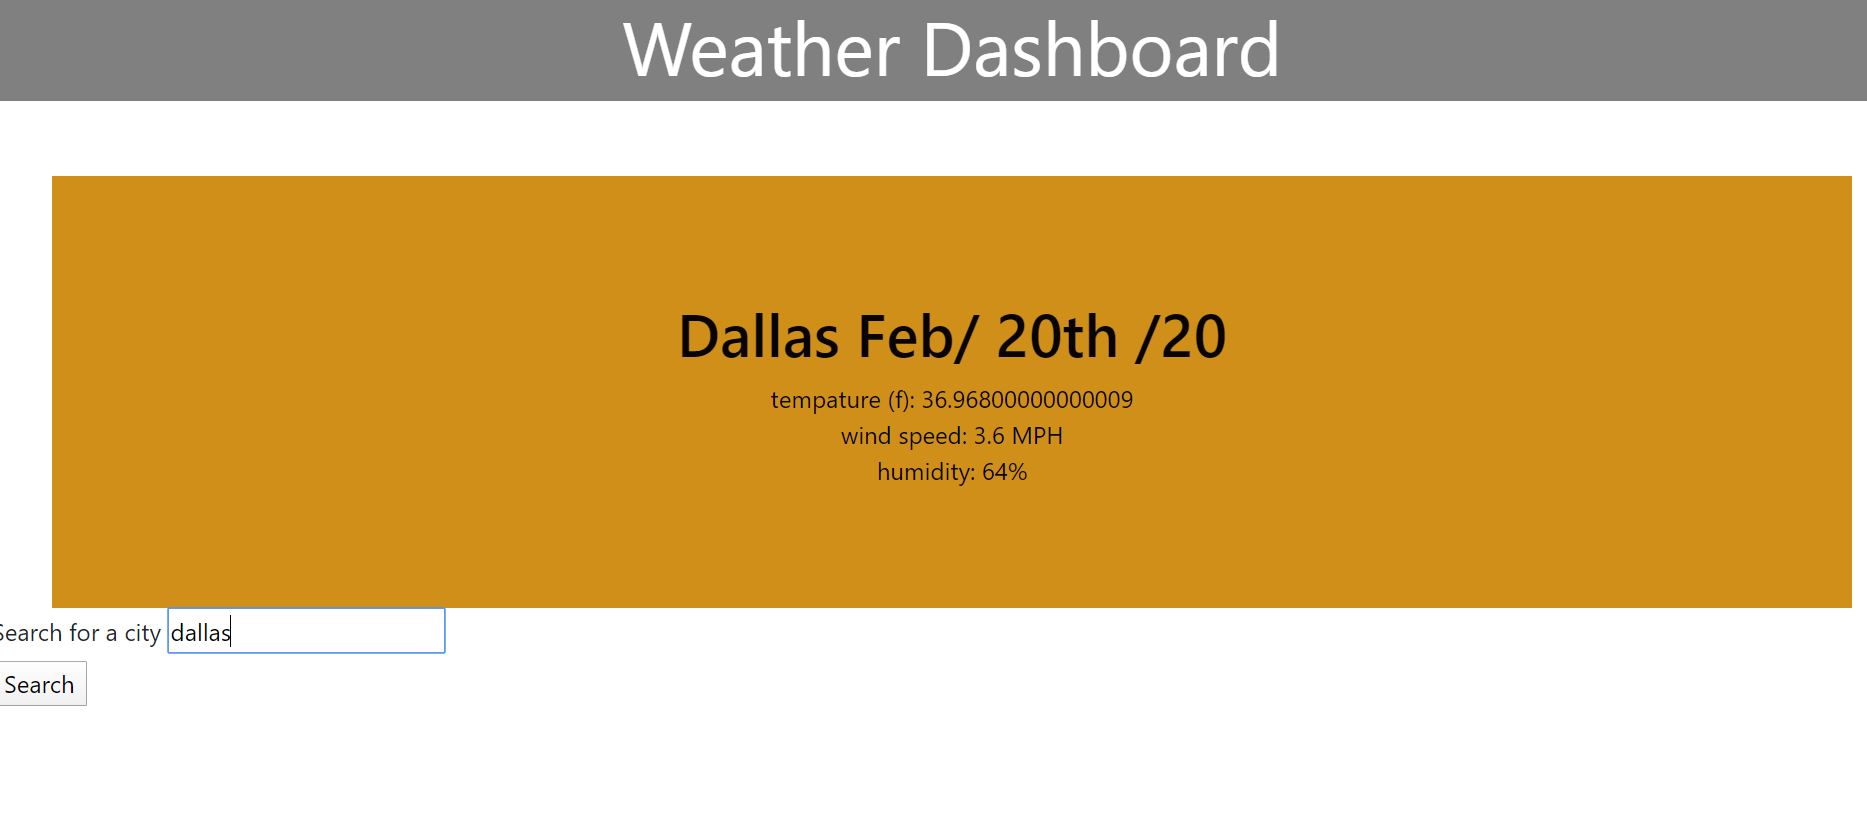 Weather Dashboard
Dallas Feb/ 20th /20
tempature (f): 36.96800000000009
wind speed: 3.6 MPH
humidity: 64%
Search for a city dallas
Search